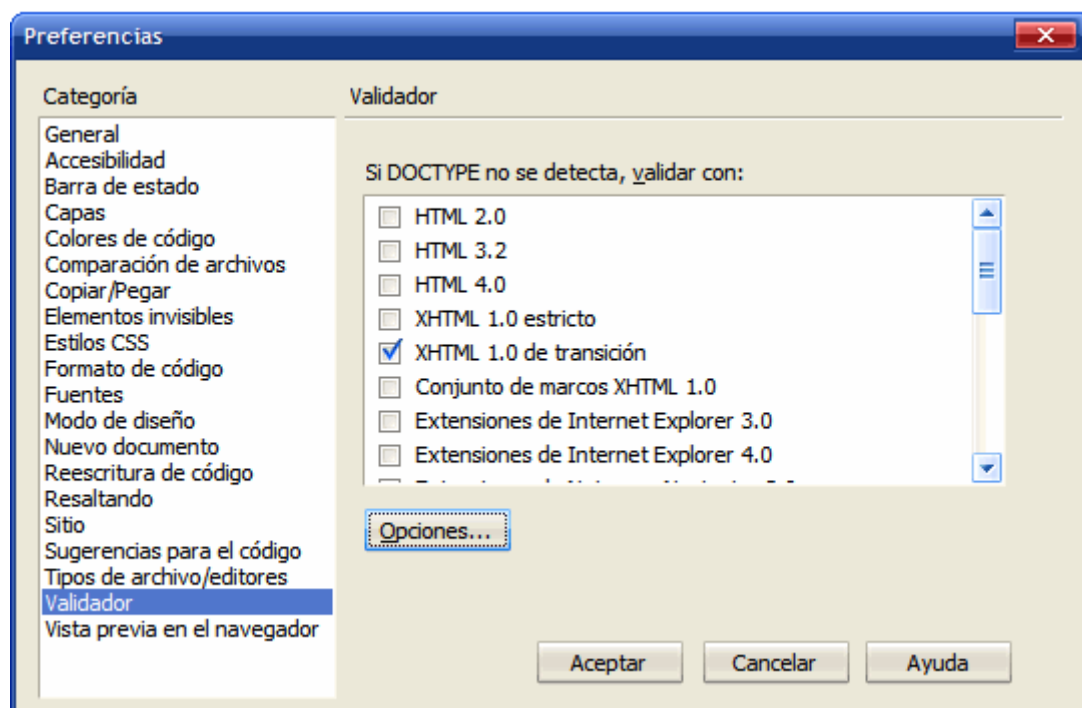 Preferencias
Categoría
Validador
General
Accesibilidad
Barra de estado
Capas
Colores de código
Comparación de archivos
Copiar/Pegar
Elementos invisibles
Estilos CSS
Formato de código
Fuentes
Modo de diseño
Nuevo documento
Reescritura de código
Resaltando
Sitio
Sugerencias para el código
Tipos de archivo/editores
Validador
Vista previa en el navegador
Si DOCTYPE no se detecta, validar con:
HTML 2.0
HTML 3.2
HTML 4.0
XHTML 1.0 estricto
XHTML 1.0 de transición
Conjunto de marcos XHTML 1.0
Extensiones de Internet Explorer 3.0
Extensiones de Internet Explorer 4.0
Opciones...
Aceptar
Cancelar
Ayuda